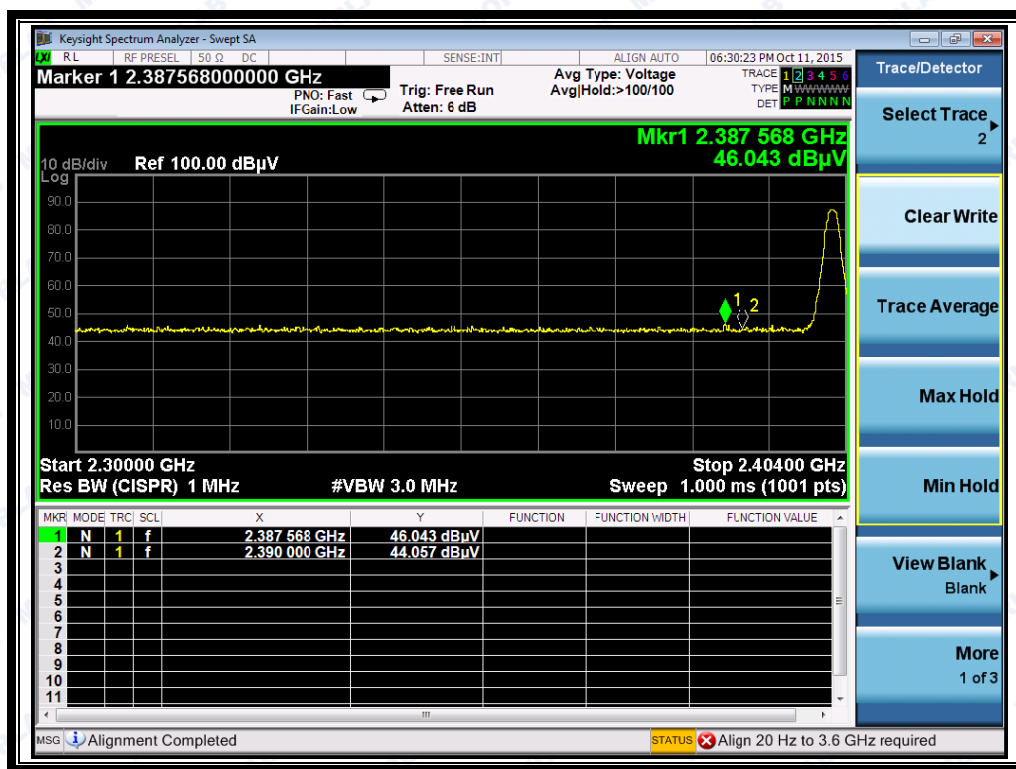 Keysight Spectrum Analyzer - Swept SA
LXI RL RF PRESEL 50 Ω DC SENSE:INT ALIGN AUTO 06:30:23 PM Oct 11, 2015
Marker 1 2.387568000000 GHz
PNO: Fast
IFGain:Low
Trig: Free Run
Atten: 6 dB
Avg Type: Voltage
Avg|Hold:>100/100
TRACE 1 2 3 4 5 6
TYPE M W W W W W
DET P P N N N N
Mkr1 2.387 568 GHz
46.043 dBµV
10 dB/div Ref 100.00 dBµV
Log
90.0
80.0
70.0
60.0
50.0
40.0
30.0
20.0
10.0
1 2
Start 2.30000 GHz Stop 2.40400 GHz
Res BW (CISPR) 1 MHz #VBW 3.0 MHz Sweep 1.000 ms (1001 pts)
MKR MODE TRC SCL X Y FUNCTION FUNCTION WIDTH FUNCTION VALUE
1 N 1 f 2.387 568 GHz 46.043 dBµV
2 N 1 f 2.390 000 GHz 44.057 dBµV
3
4
5
6
7
8
9
10
11
MSG Alignment Completed STATUS Align 20 Hz to 3.6 GHz required
Trace/Detector
Select Trace
2
Clear Write
Trace Average
Max Hold
Min Hold
View Blank
Blank
More
1 of 3